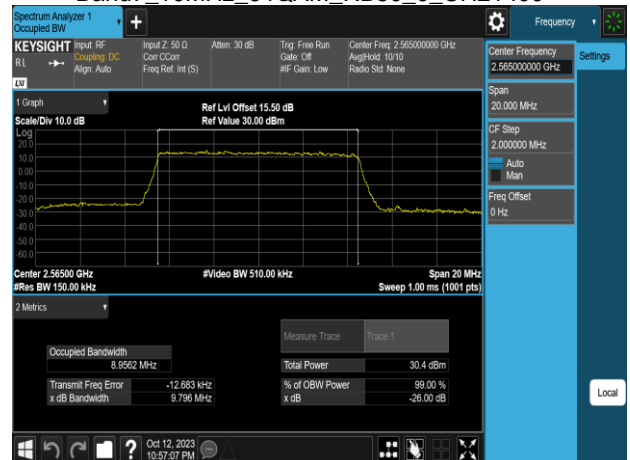 Spectrum Analyzer 1
Occupied BW
Frequency
KEYSIGHT
RL
Input: RF
Coupling: DC
Align: Auto
Input Z: 50 Ω
Corr CCorr
Freq Ref: Int (S)
Atten: 30 dB
Trig: Free Run
Gate: Off
#IF Gain: Low
Center Freq: 2.565000000 GHz
Avg|Hold: 10/10
Radio Std: None
LXI
Center Frequency
2.565000000 GHz
Settings
Span
20.000 MHz
CF Step
2.000000 MHz
Auto
Man
Freq Offset
0 Hz
1 Graph
Scale/Div 10.0 dB
Ref Lvl Offset 15.50 dB
Ref Value 30.00 dBm
Log
20.0
10.0
0.00
-10.0
-20.0
-30.0
-40.0
-50.0
-60.0
Center 2.56500 GHz
#Res BW 150.00 kHz
#Video BW 510.00 kHz
Span 20 MHz
Sweep 1.00 ms (1001 pts)
2 Metrics
Measure Trace Trace 1
Occupied Bandwidth
8.9562 MHz
Total Power 30.4 dBm
Transmit Freq Error -12.683 kHz
% of OBW Power 99.00 %
x dB Bandwidth 9.796 MHz
x dB -26.00 dB
Local
Oct 12, 2023
10:57:07 PM